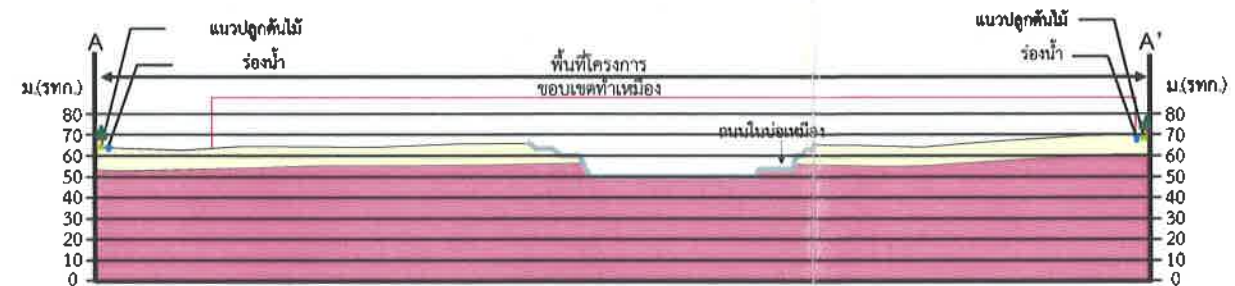 แนวปลูกต้นไม้
แนวปลูกต้นไม้
A
A'
ร่องน้ำ
ร่องน้ำ
พื้นที่โครงการ
ม.(รทก.)
ม.(รทก.)
ขอบเขตทำเหมือง
80
80
70
ถนนในบ่อเหมือง
70
60
60
50
50
40
40
30
30
20
20
10
10
0
0